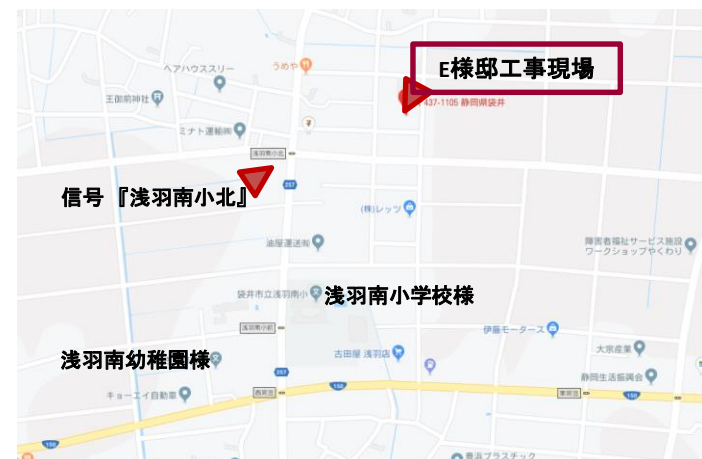 E様邸工事現場
うめや
ヘアハウススリー
王御前神社
437-1105 静岡県袋井
ミナト運輸㈱
浅羽南小北
信号『浅羽南小北』
257
(株)レッツ
油屋運送㈲
障害者福祉サービス施設
ワークショップやくわり
袋井市立浅羽南小
浅羽南小学校様
浅羽南小前
伊藤モータース
浅羽南幼稚園様
古田屋 浅羽店
大宗産業
257
静岡生活振興会
キョーエイ自動車
西同笠
150
東同笠
150
150
豊浜プラスチック